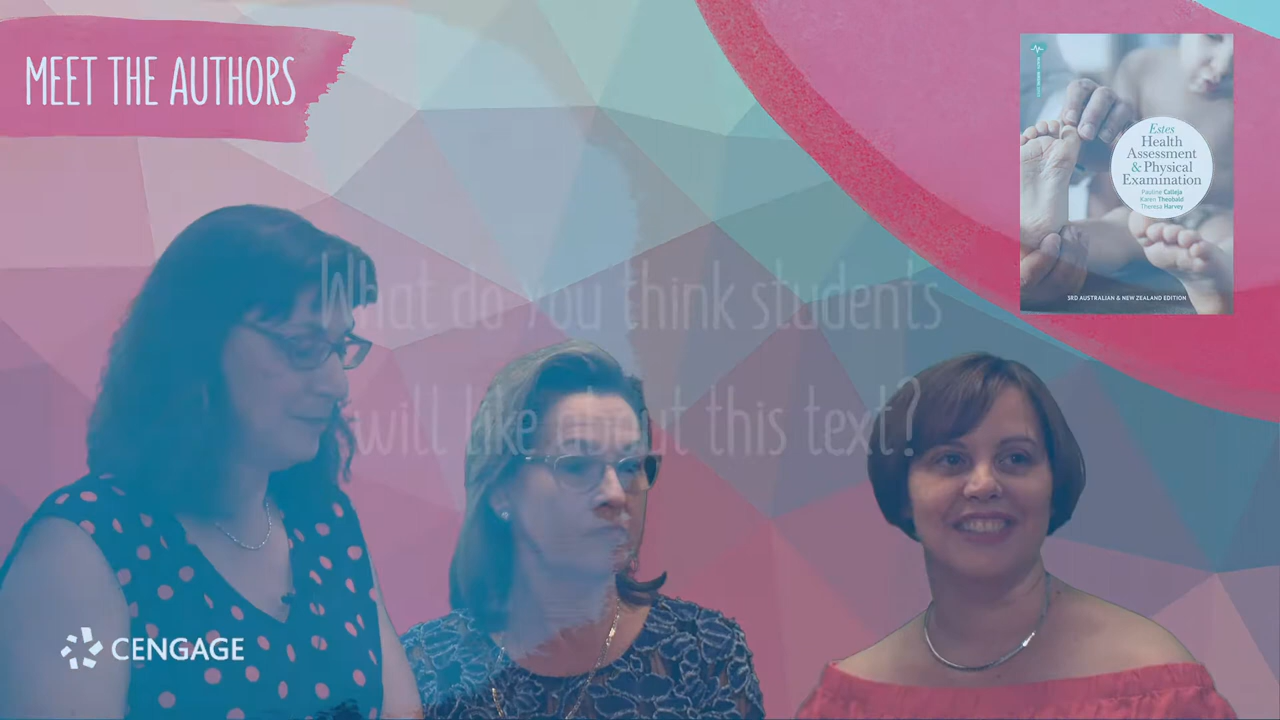 MEET THE AUTHORS
Estes
Health
Assessment
& Physical
Examination
Pauline Calleja
Karen Theobald
Theresa Harvey
3RD AUSTRALIAN & NEW ZEALAND EDITION
What do you think students
will like about this text?
CENGAGE